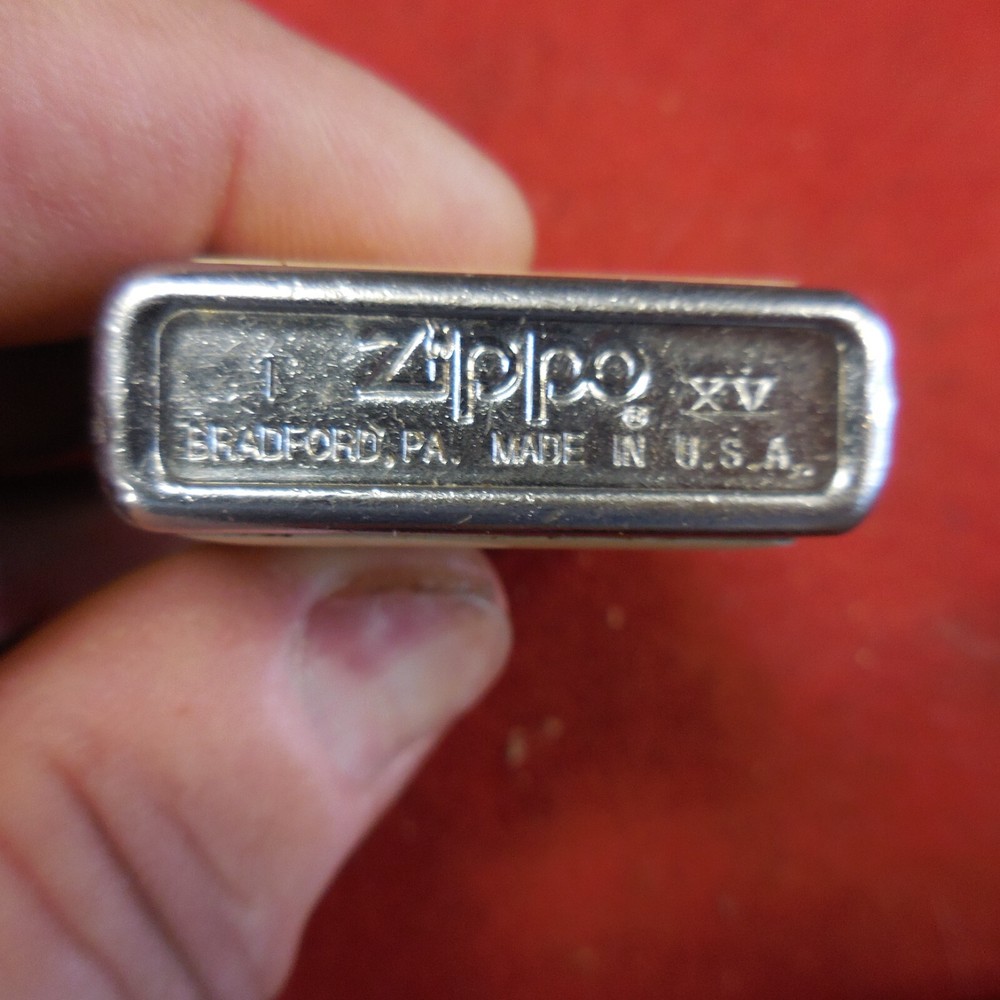 I Zippo ® XV
BRADFORD, PA. MADE IN U.S.A.